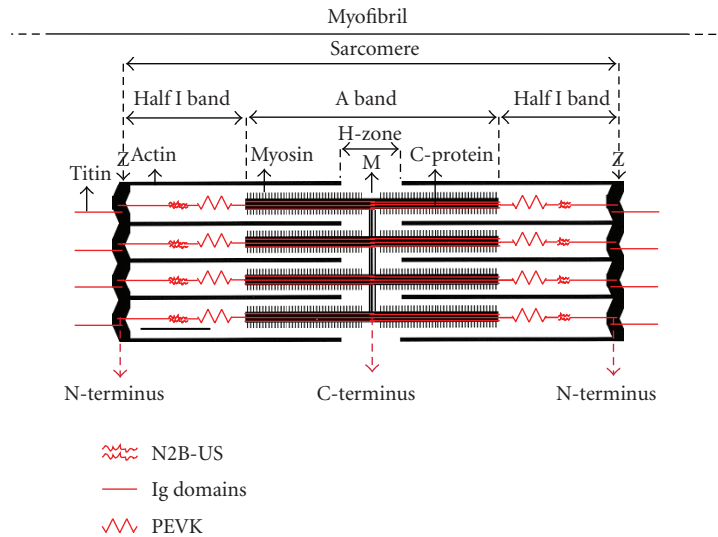 Myofibril
Sarcomere
Half I band
A band
Half I band
H-zone
Z
Actin
Myosin
M
C-protein
Z
Titin
N-terminus
C-terminus
N-terminus
N2B-US
Ig domains
PEVK